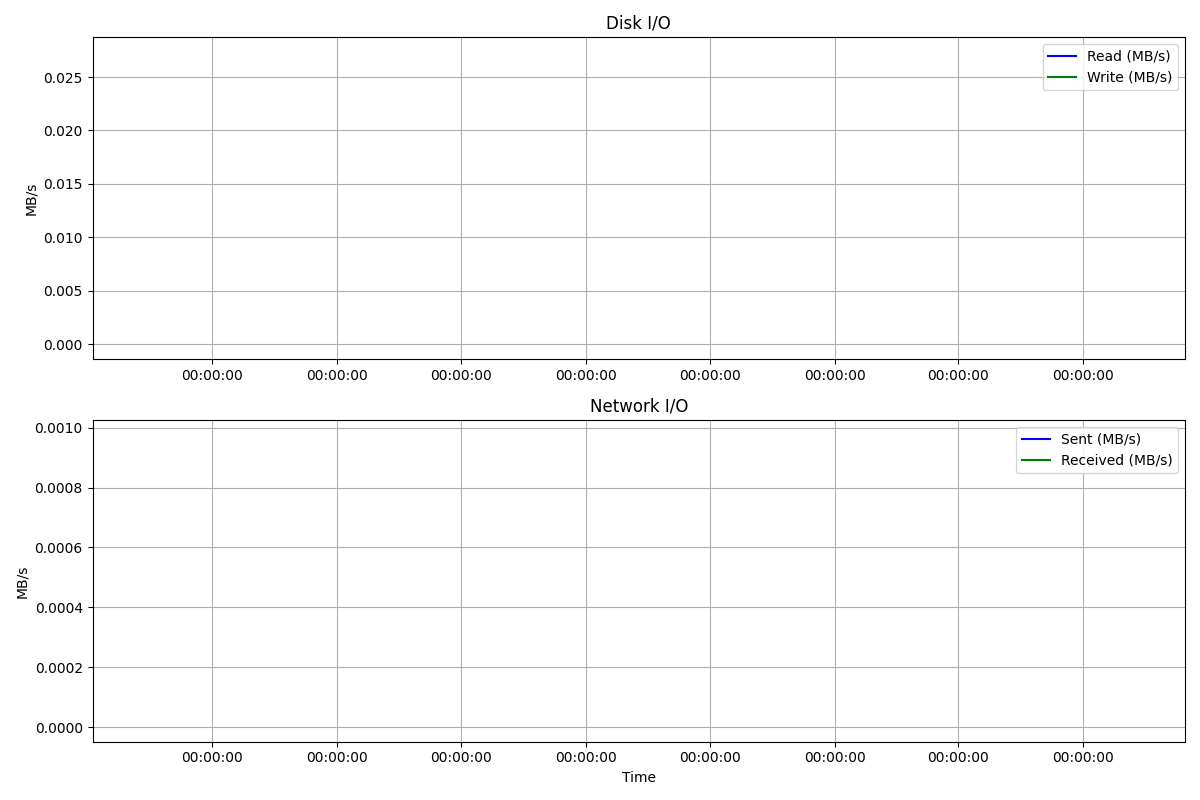 Disk I/O
Read (MB/s)
Write (MB/s)
MB/s
0.025
0.020
0.015
0.010
0.005
0.000
00:00:00 00:00:00 00:00:00 00:00:00 00:00:00 00:00:00 00:00:00 00:00:00
Network I/O
Sent (MB/s)
Received (MB/s)
MB/s
0.0010
0.0008
0.0006
0.0004
0.0002
0.0000
00:00:00 00:00:00 00:00:00 00:00:00 00:00:00 00:00:00 00:00:00 00:00:00
Time